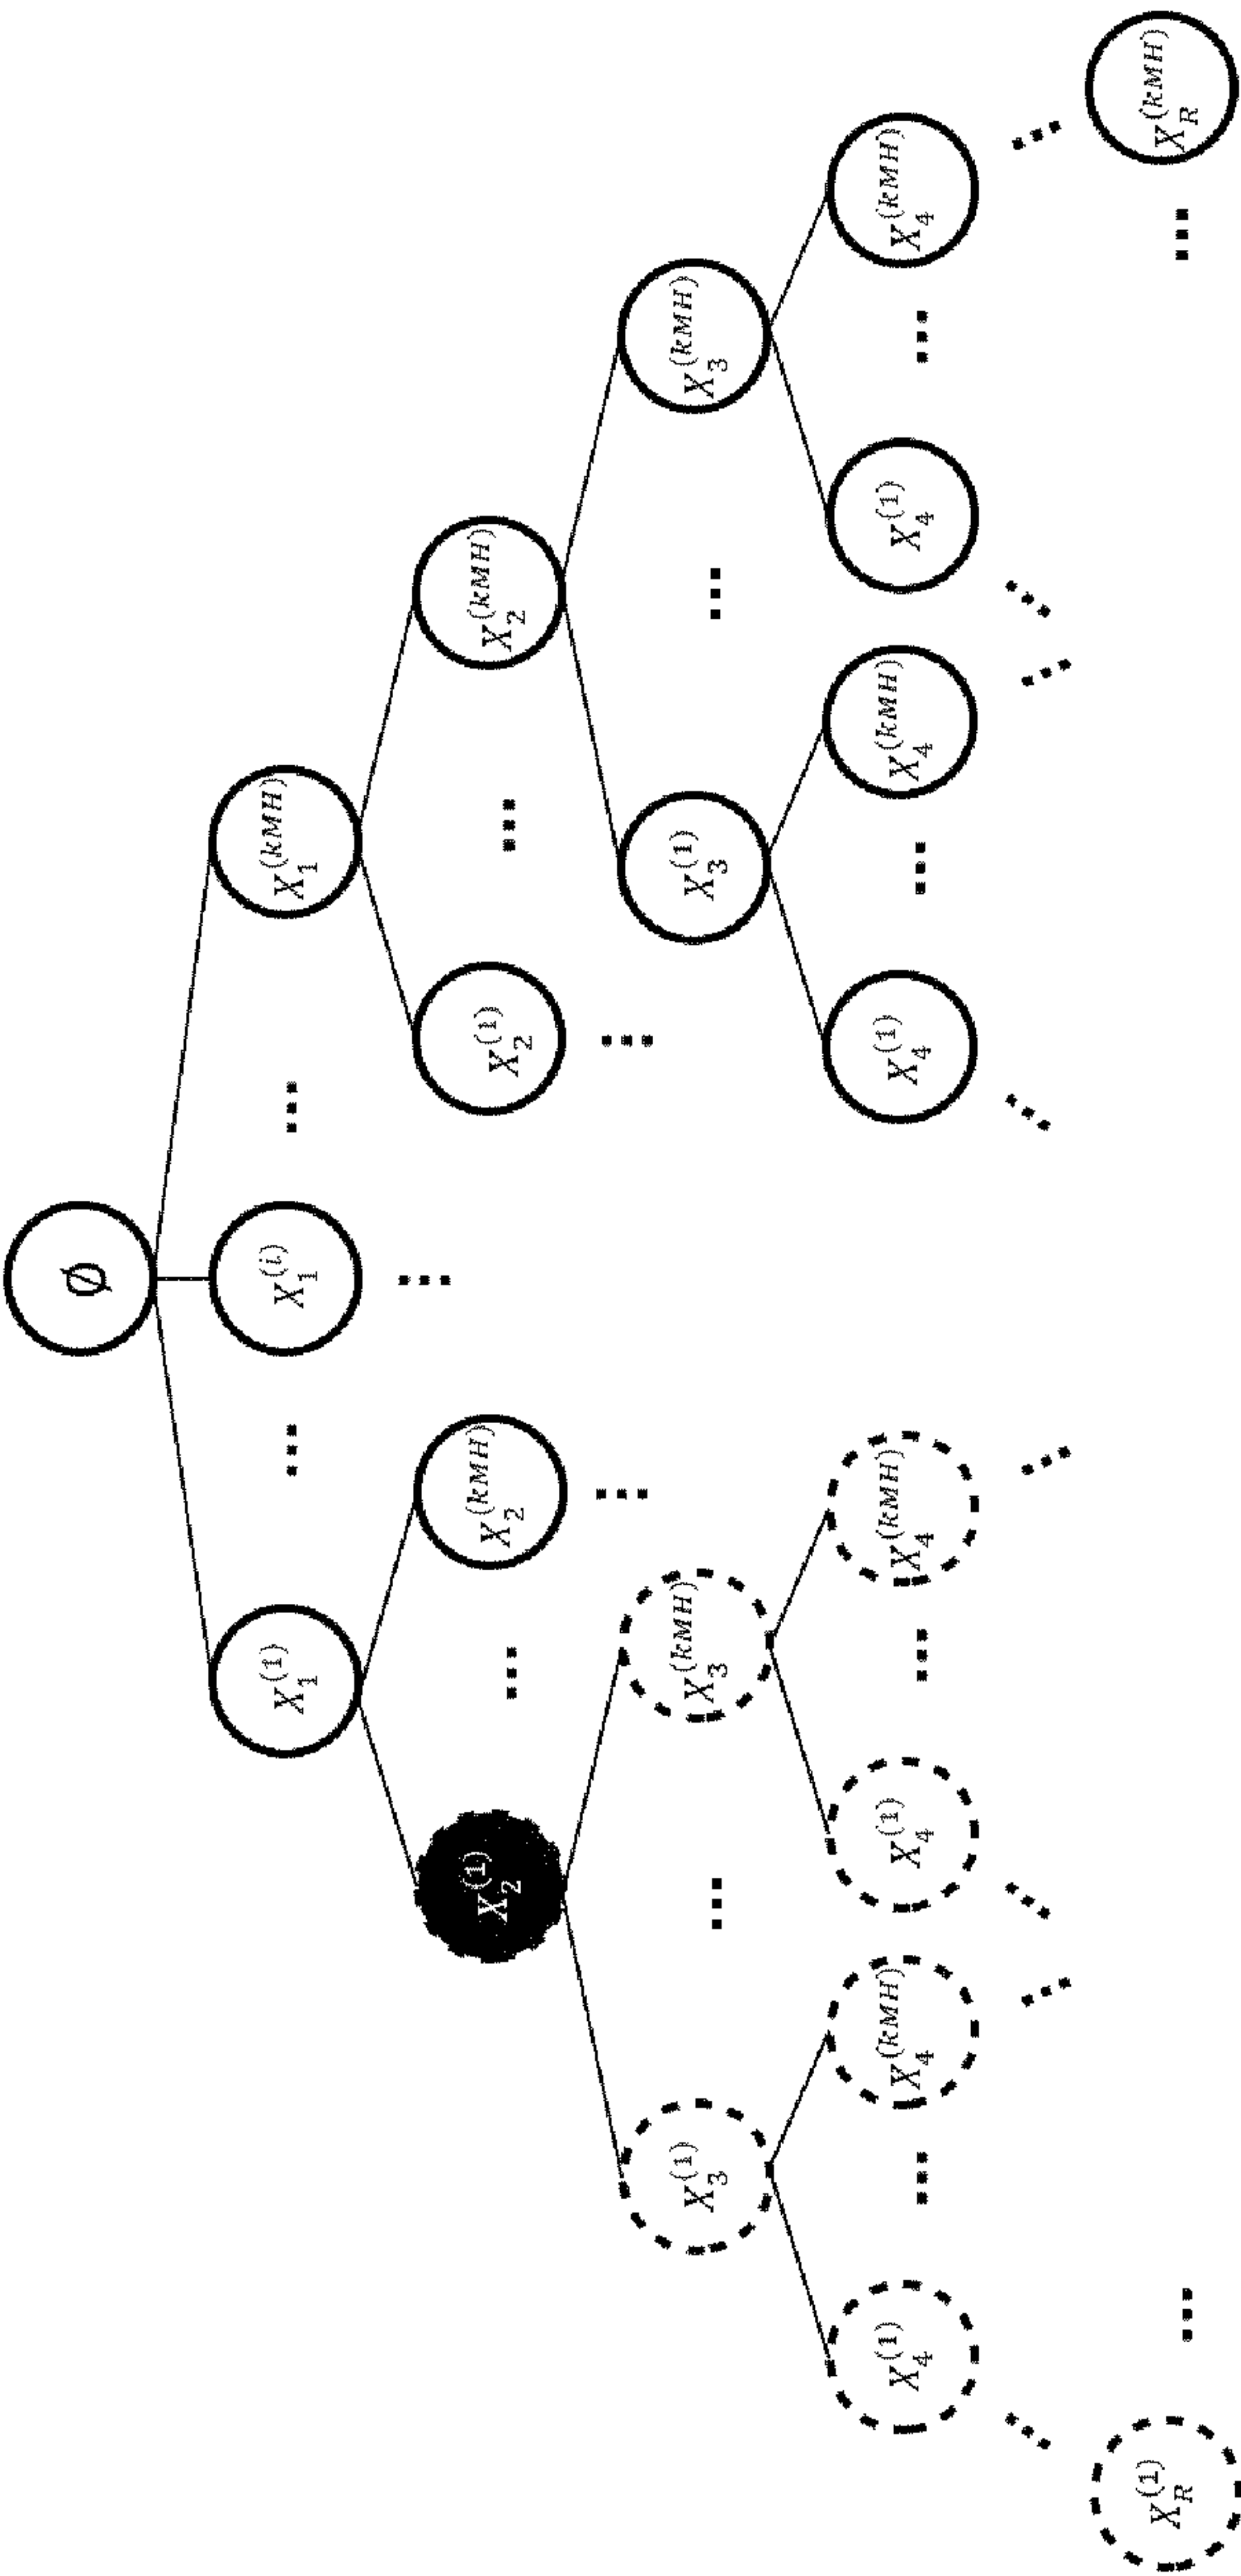 ∅
X_1^{(1)} ... X_1^{(i)} ... X_1^{(kMH)}
X_2^{(1)} ... X_2^{(kMH)} X_2^{(1)} ... X_2^{(kMH)}
X_3^{(1)} ... X_3^{(kMH)} X_3^{(1)} ... X_3^{(kMH)}
X_4^{(1)} ... X_4^{(kMH)} X_4^{(1)} ... X_4^{(kMH)} X_4^{(1)} ... X_4^{(kMH)} X_4^{(1)} ... X_4^{(kMH)}
X_R^{(1)} ... ... X_R^{(kMH)}